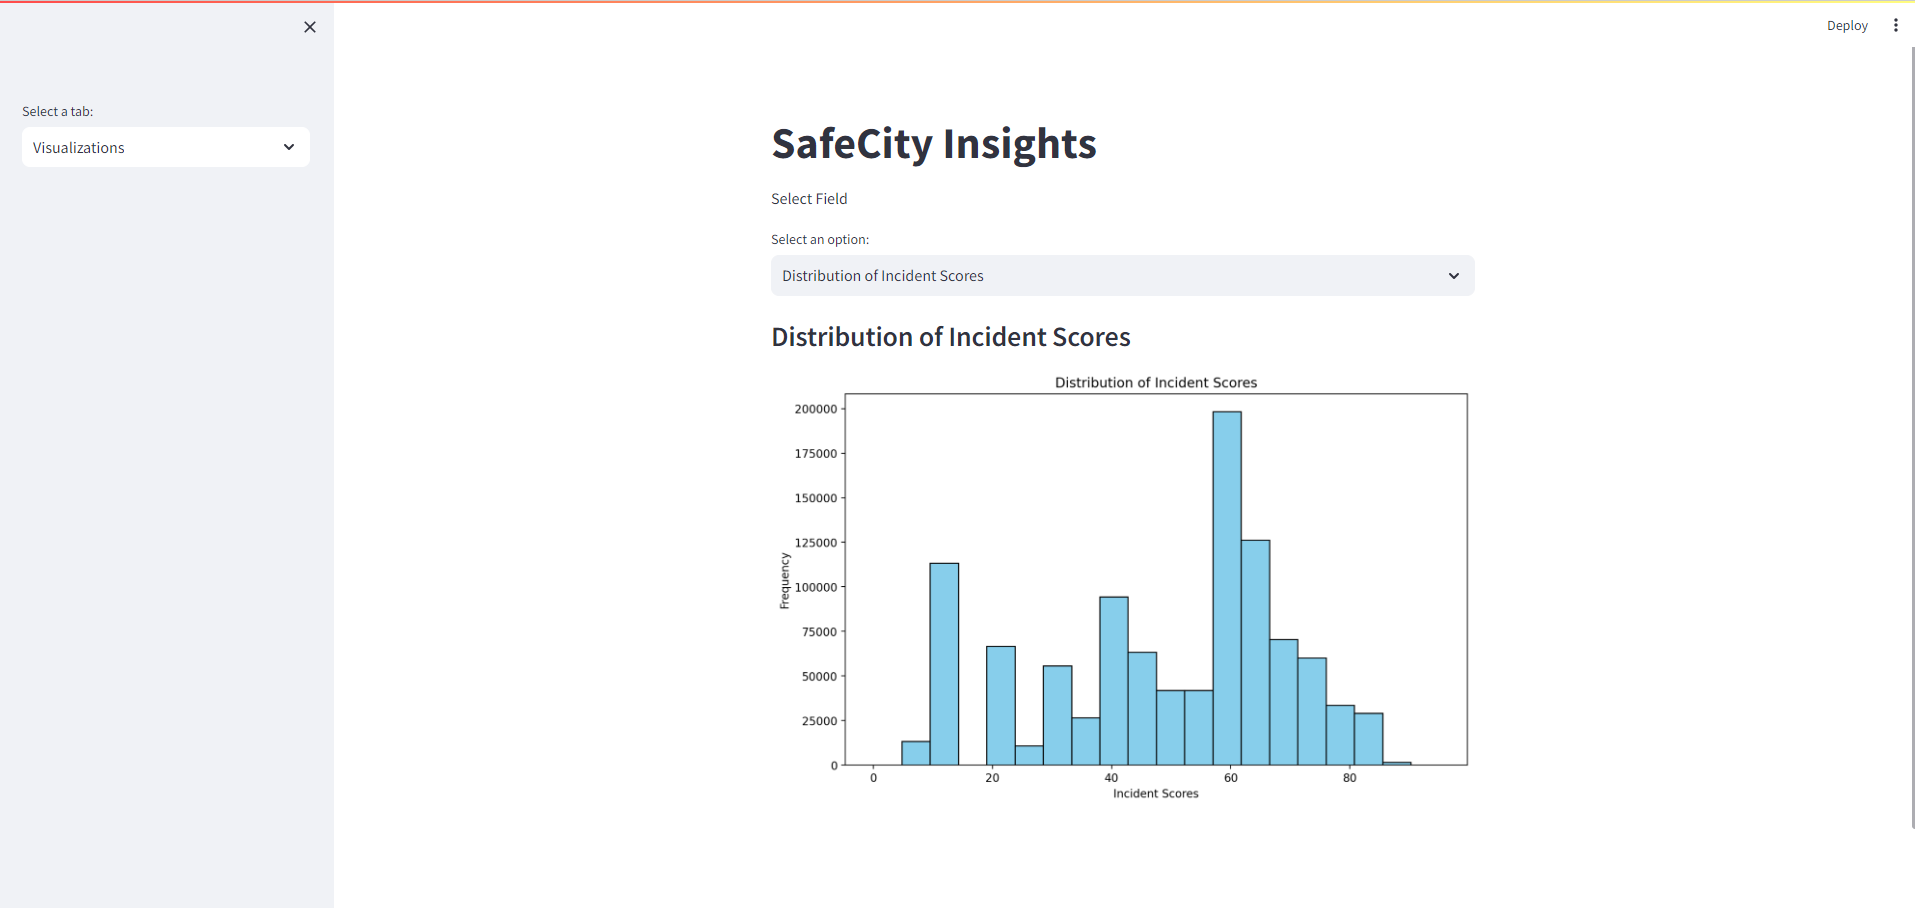 Deploy
Select a tab:
Visualizations
SafeCity Insights
Select Field
Select an option:
Distribution of Incident Scores
Distribution of Incident Scores
Distribution of Incident Scores
200000
175000
150000
125000
100000
75000
50000
25000
0
Frequency
0 20 40 60 80
Incident Scores